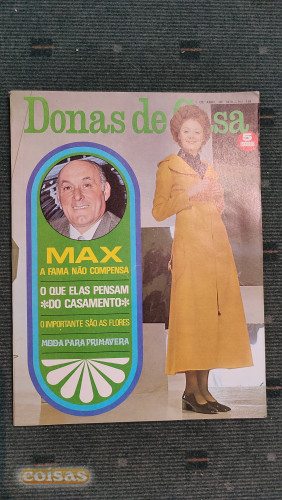 Donas de Casa
5
MAX
A FAMA NÃO COMPENSA
O QUE ELAS PENSAM
*DO CASAMENTO*
O IMPORTANTE SÃO AS FLORES
MODA PARA PRIMAVERA
coisas